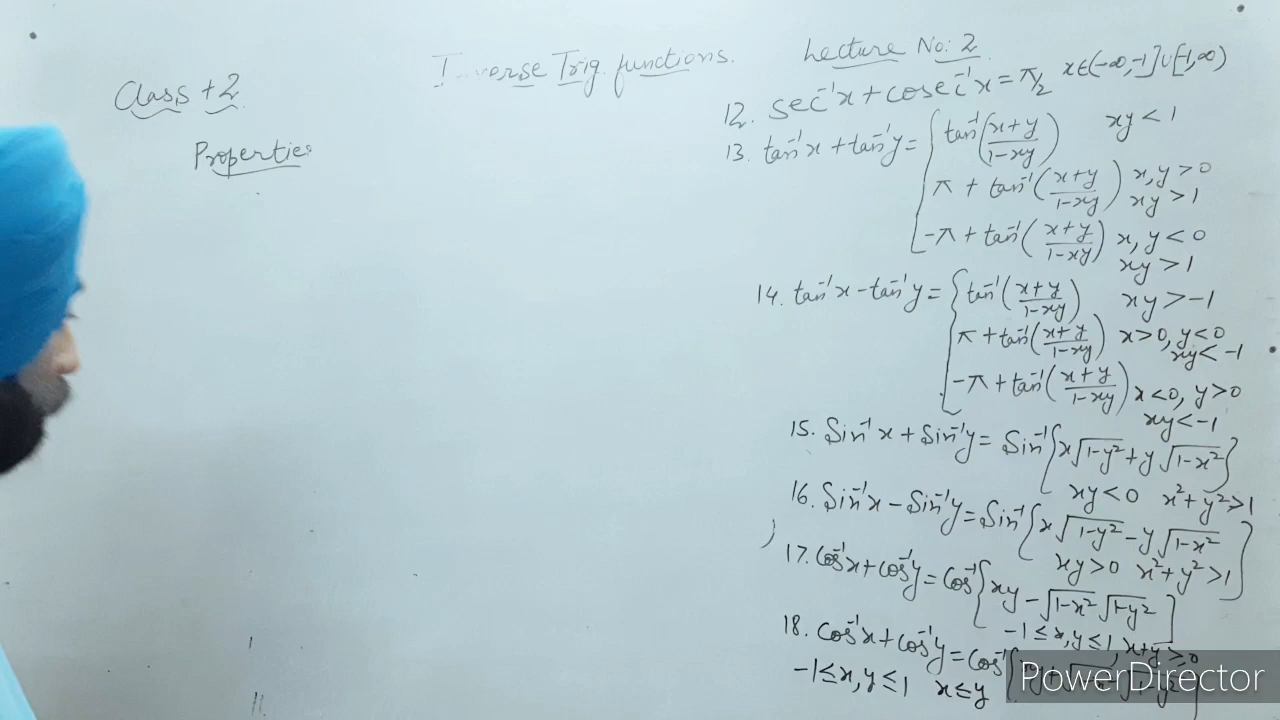 Inverse Trig. functions. Lecture No: 2
Class +2
Properties
12. sec⁻¹x + cosec⁻¹x = π/2 x∈(-∞,-1]∪[1,∞)
13. tan⁻¹x + tan⁻¹y = { tan⁻¹((x+y)/(1-xy)) xy < 1
π + tan⁻¹((x+y)/(1-xy)) x,y > 0
xy > 1
-π + tan⁻¹((x+y)/(1-xy)) x, y < 0
xy > 1
14. tan⁻¹x - tan⁻¹y = { tan⁻¹((x+y)/(1-xy)) xy > -1
π + tan⁻¹((x+y)/(1-xy)) x>0, y<0
xy < -1
-π + tan⁻¹((x+y)/(1-xy)) x<0, y>0
xy < -1
15. Sin⁻¹x + Sin⁻¹y = Sin⁻¹{x√(1-y²) + y√(1-x²)}
xy < 0 x²+y²>1
16. Sin⁻¹x - Sin⁻¹y = Sin⁻¹{x√(1-y²) - y√(1-x²)}
xy > 0 x²+y²>1
17. Cos⁻¹x + Cos⁻¹y = Cos⁻¹{xy - √(1-x²) √(1-y²)}
-1≤x,y≤1, x+y≥0
18. Cos⁻¹x + Cos⁻¹y = Cos⁻¹{
-1≤x,y≤1 x≤y
PowerDirector